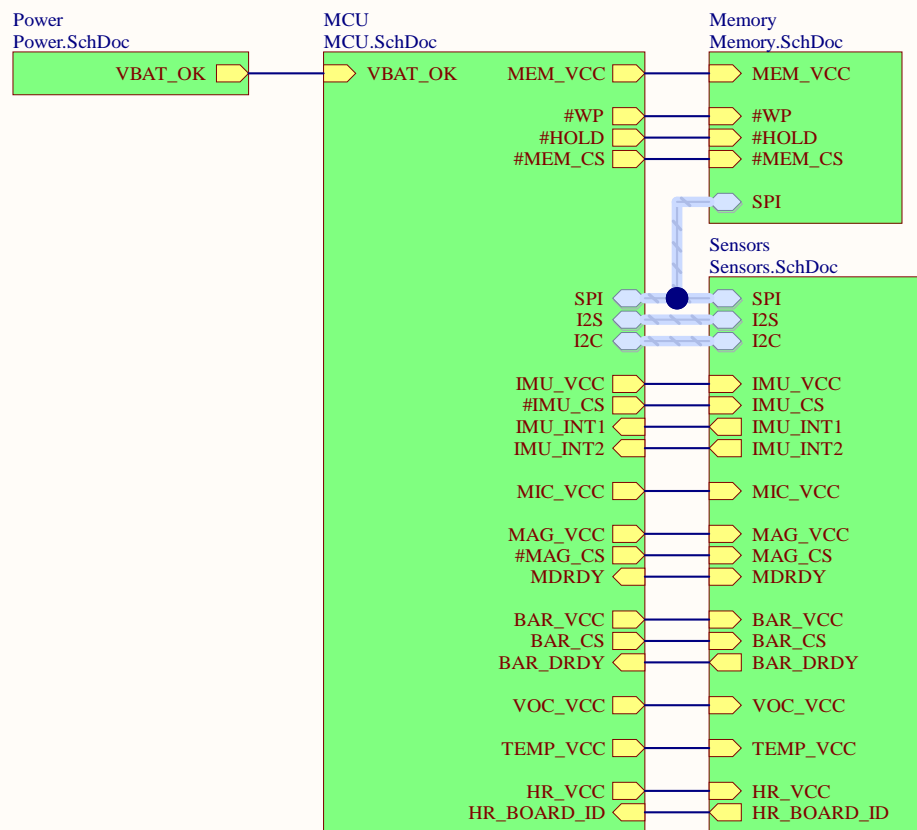 Power
Power.SchDoc
VBAT_OK
MCU
MCU.SchDoc
VBAT_OK
MEM_VCC
#WP
#HOLD
#MEM_CS
SPI
I2S
I2C
IMU_VCC
#IMU_CS
IMU_INT1
IMU_INT2
MIC_VCC
MAG_VCC
#MAG_CS
MDRDY
BAR_VCC
BAR_CS
BAR_DRDY
VOC_VCC
TEMP_VCC
HR_VCC
HR_BOARD_ID
Memory
Memory.SchDoc
MEM_VCC
#WP
#HOLD
#MEM_CS
SPI
Sensors
Sensors.SchDoc
SPI
I2S
I2C
IMU_VCC
IMU_CS
IMU_INT1
IMU_INT2
MIC_VCC
MAG_VCC
MAG_CS
MDRDY
BAR_VCC
BAR_CS
BAR_DRDY
VOC_VCC
TEMP_VCC
HR_VCC
HR_BOARD_ID